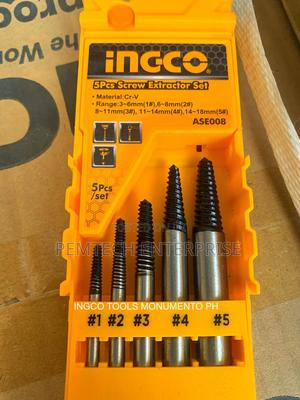 INGCO
5Pcs Screw Extractor Set
•Material:Cr-V
•Range:3~6mm(1#),6~8mm(2#)
8~11mm(3#), 11~14mm(4#),14~18mm(5#)
ASE008
5Pcs
/set
PEMTECH ENTERPRISE
INGCO TOOLS MONUMENTO PH
#1 #2 #3 #4 #5